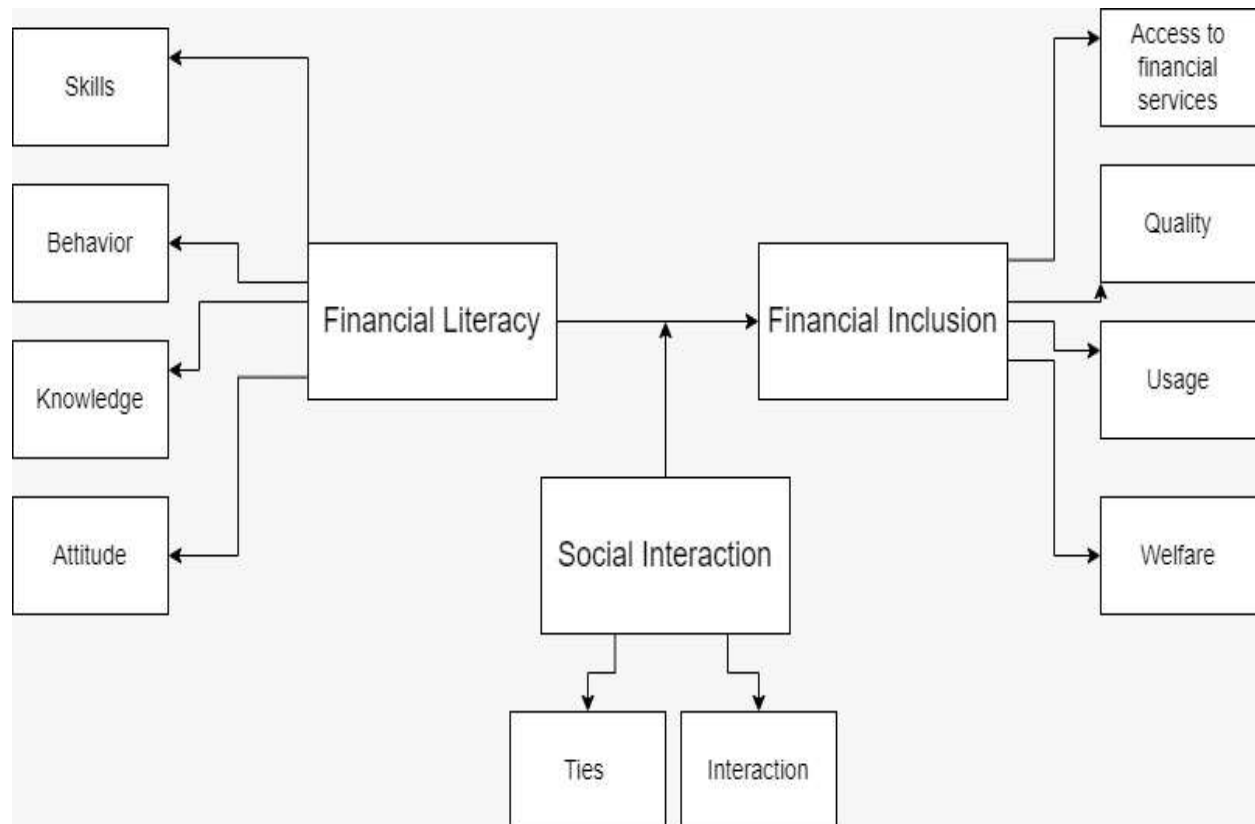 Skills
Behavior
Knowledge
Attitude
Financial Literacy
Financial Inclusion
Social Interaction
Ties
Interaction
Access to
financial
services
Quality
Usage
Welfare